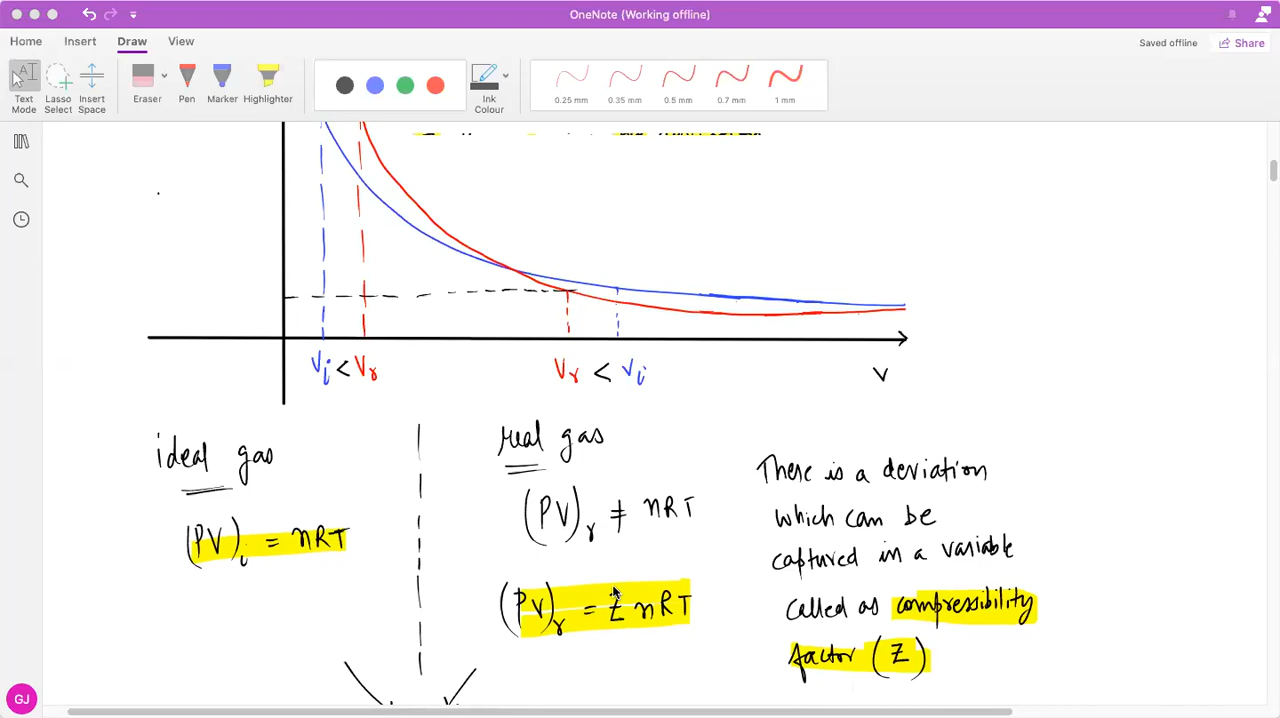 OneNote (Working offline)
Home Insert Draw View
Saved offline
Share
Text Mode
Lasso Select
Insert Space
Eraser
Pen
Marker
Highlighter
Ink Colour
0.25 mm
0.35 mm
0.5 mm
0.7 mm
1 mm
Vi < Vr
Vr < Vi
V
ideal gas
(PV)i = nRT
real gas
(PV)r ≠ nRT
(PV)r = Z nRT
There is a deviation
which can be
captured in a variable
called as compressibility
factor (Z)
GJ